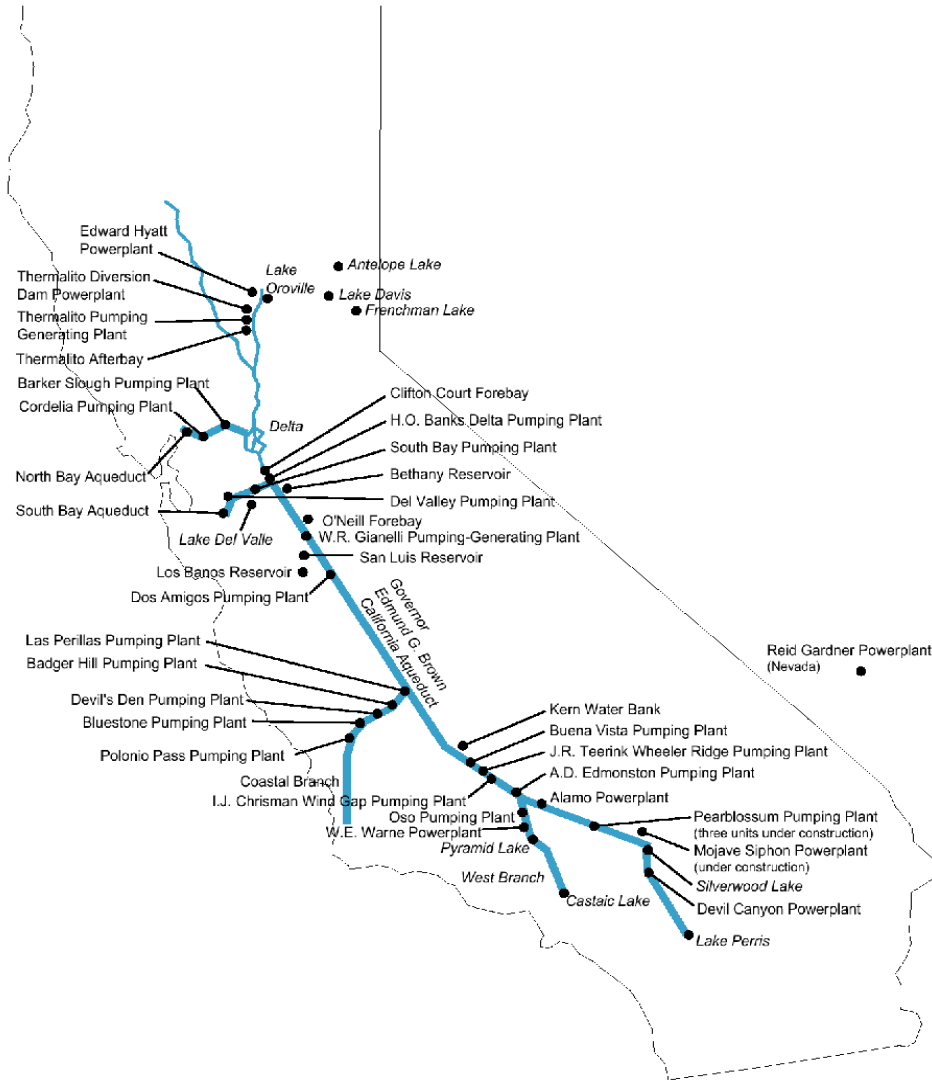 Edward Hyatt
Powerplant
Thermalito Diversion
Dam Powerplant
Thermalito Pumping
Generating Plant
Thermalito Afterbay
Lake
Oroville
Antelope Lake
Lake Davis
Frenchman Lake
Barker Slough Pumping Plant
Cordelia Pumping Plant
Delta
North Bay Aqueduct
South Bay Aqueduct
Lake Del Valle
Clifton Court Forebay
H.O. Banks Delta Pumping Plant
South Bay Pumping Plant
Bethany Reservoir
Del Valley Pumping Plant
O'Neill Forebay
W.R. Gianelli Pumping-Generating Plant
San Luis Reservoir
Los Banos Reservoir
Dos Amigos Pumping Plant
Governor
Edmund G. Brown
California Aqueduct
Las Perillas Pumping Plant
Badger Hill Pumping Plant
Devil's Den Pumping Plant
Bluestone Pumping Plant
Polonio Pass Pumping Plant
Coastal Branch
Reid Gardner Powerplant
(Nevada)
Kern Water Bank
Buena Vista Pumping Plant
J.R. Teerink Wheeler Ridge Pumping Plant
A.D. Edmonston Pumping Plant
I.J. Chrisman Wind Gap Pumping Plant
Alamo Powerplant
Oso Pumping Plant
W.E. Warne Powerplant
Pyramid Lake
West Branch
Castaic Lake
Pearblossum Pumping Plant
(three units under construction)
Mojave Siphon Powerplant
(under construction)
Silverwood Lake
Devil Canyon Powerplant
Lake Perris